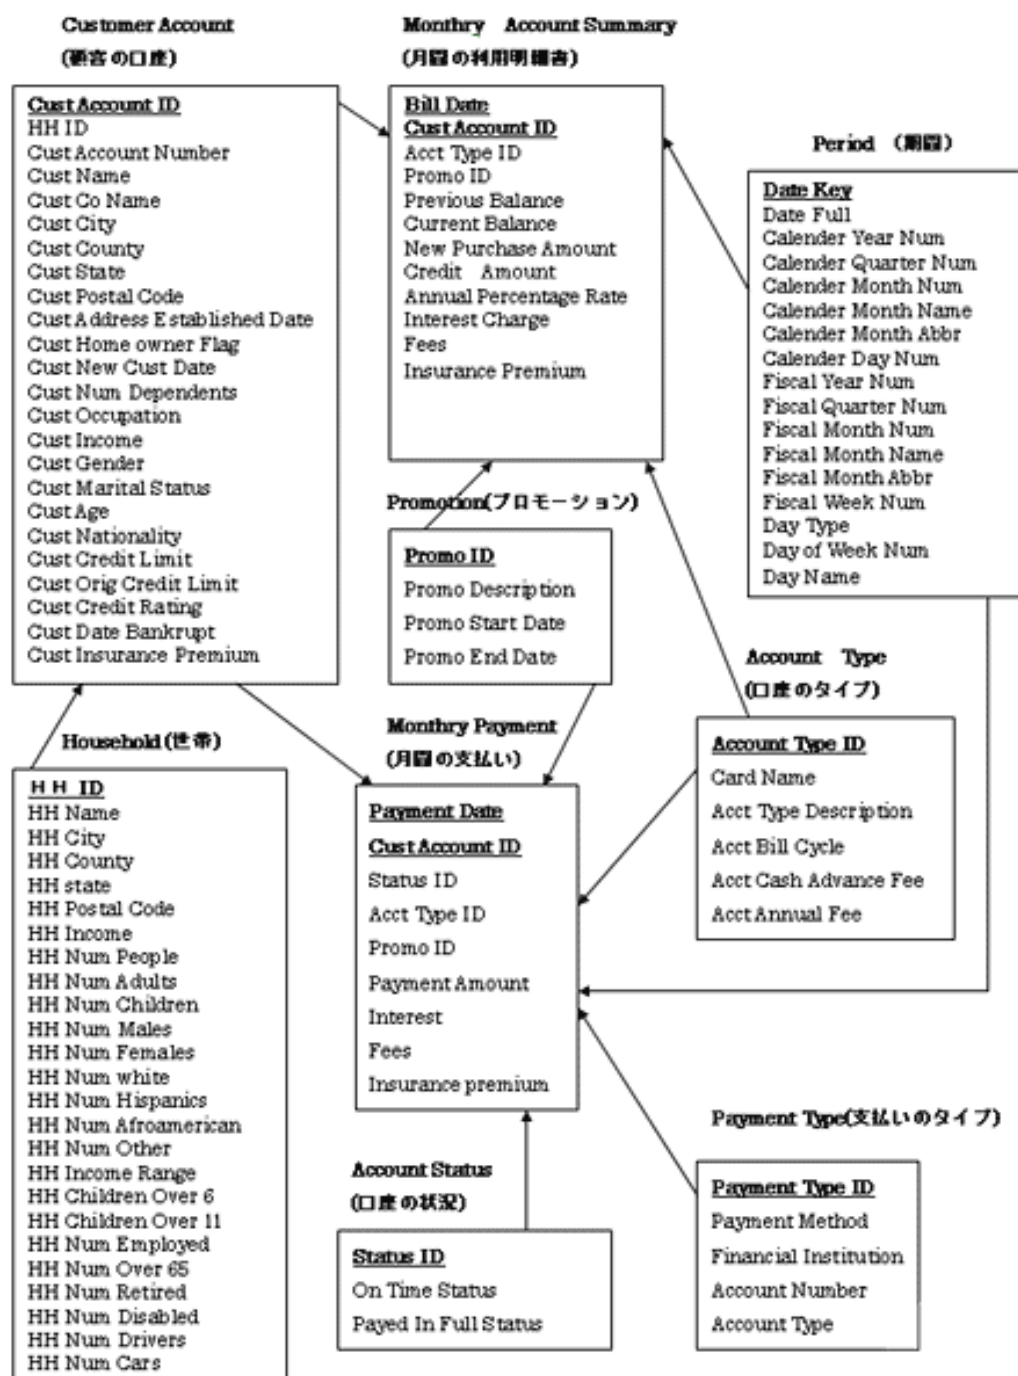 Customer Account
(顧客の口座)
Cust Account ID
HH ID
Cust Account Number
Cust Name
Cust Co Name
Cust City
Cust County
Cust State
Cust Postal Code
Cust Address Established Date
Cust Home owner Flag
Cust New Cust Date
Cust Num Dependents
Cust Occupation
Cust Income
Cust Gender
Cust Marital Status
Cust Age
Cust Nationality
Cust Credit Limit
Cust Orig Credit Limit
Cust Credit Rating
Cust Date Bankrupt
Cust Insurance Premium
Monthry Account Summary
(月間の利用明細書)
Bill Date
Cust Account ID
Acct Type ID
Promo ID
Previous Balance
Current Balance
New Purchase Amount
Credit Amount
Annual Percentage Rate
Interest Charge
Fees
Insurance Premium
Period (期間)
Date Key
Date Full
Calender Year Num
Calender Quarter Num
Calender Month Num
Calender Month Name
Calender Month Abbr
Calender Day Num
Fiscal Year Num
Fiscal Quarter Num
Fiscal Month Num
Fiscal Month Name
Fiscal Month Abbr
Fiscal Week Num
Day Type
Day of Week Num
Day Name
Promotion(プロモーション)
Promo ID
Promo Description
Promo Start Date
Promo End Date
Account Type
(口座のタイプ)
Account Type ID
Card Name
Acct Type Description
Acct Bill Cycle
Acct Cash Advance Fee
Acct Annual Fee
Household(世帯)
ＨＨ ID
HH Name
HH City
HH County
HH state
HH Postal Code
HH Income
HH Num People
HH Num Adults
HH Num Children
HH Num Males
HH Num Females
HH Num white
HH Num Hispanics
HH Num Afroamerican
HH Num Other
HH Income Range
HH Children Over 6
HH Children Over 11
HH Num Employed
HH Num Over 65
HH Num Retired
HH Num Disabled
HH Num Drivers
HH Num Cars
Monthry Payment
(月間の支払い)
Payment Date
Cust Account ID
Status ID
Acct Type ID
Promo ID
Payment Amount
Interest
Fees
Insurance premium
Account Status
(口座の状況)
Status ID
On Time Status
Payed In Full Status
Payment Type(支払いのタイプ)
Payment Type ID
Payment Method
Financial Institution
Account Number
Account Type